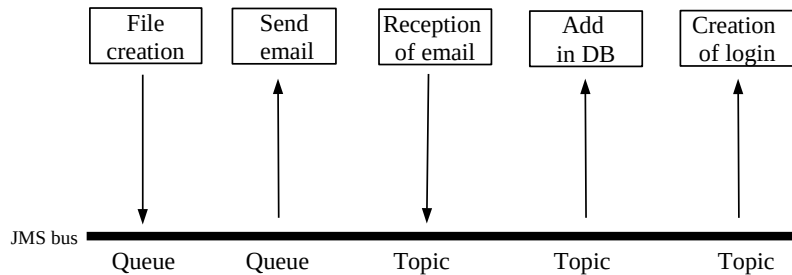 File
creation
Send
email
Reception
of email
Add
in DB
Creation
of login
JMS bus
Queue
Queue
Topic
Topic
Topic